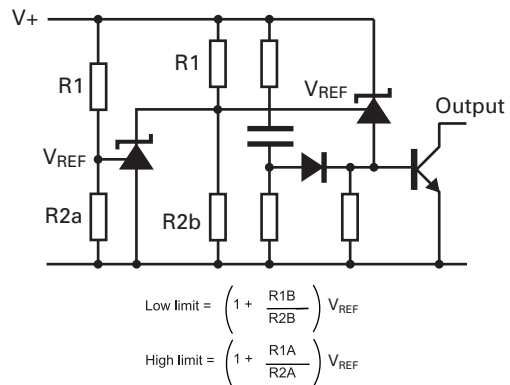 V+
R1
R1
VREF
Output
VREF
R2a
R2b
Low limit = (1 + R1B / R2B) VREF
High limit = (1 + R1A / R2A) VREF